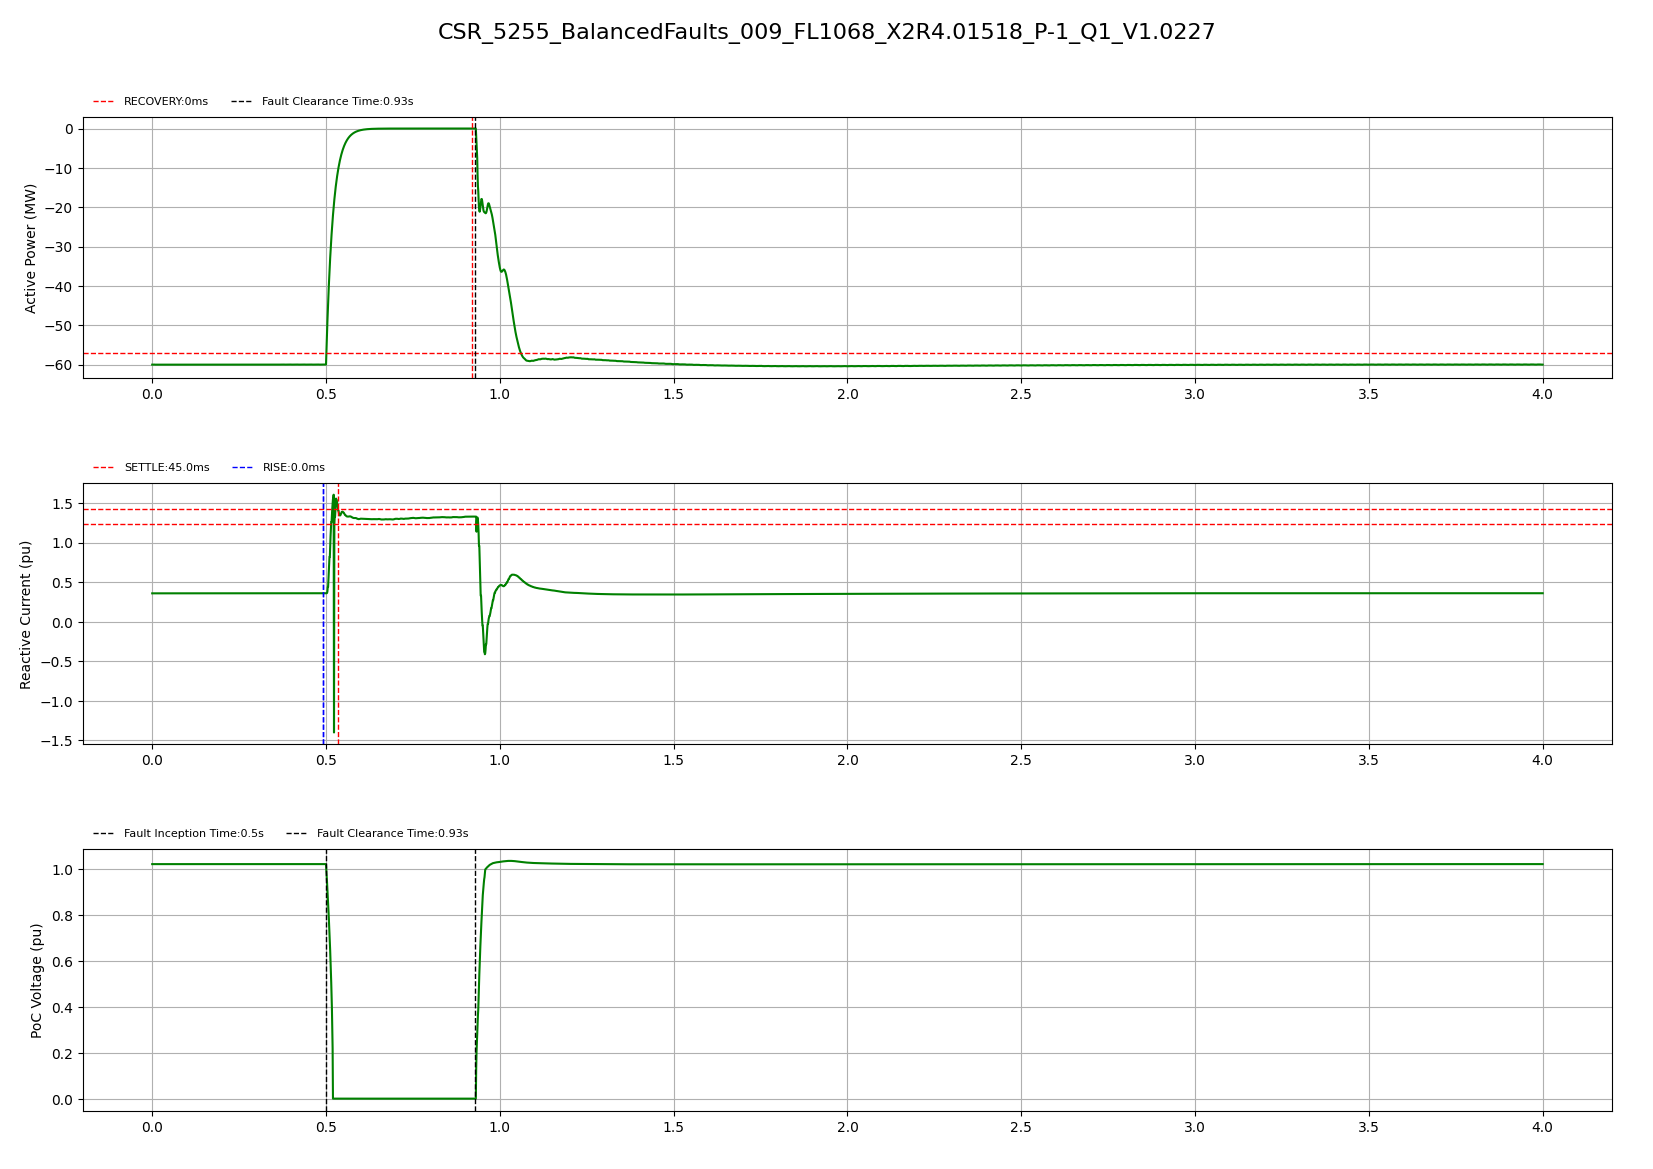 CSR_5255_BalancedFaults_009_FL1068_X2R4.01518_P-1_Q1_V1.0227
RECOVERY:0ms Fault Clearance Time:0.93s
Active Power (MW)
0
−10
−20
−30
−40
−50
−60
0.0 0.5 1.0 1.5 2.0 2.5 3.0 3.5 4.0
SETTLE:45.0ms RISE:0.0ms
Reactive Current (pu)
1.5
1.0
0.5
0.0
−0.5
−1.0
−1.5
0.0 0.5 1.0 1.5 2.0 2.5 3.0 3.5 4.0
Fault Inception Time:0.5s Fault Clearance Time:0.93s
PoC Voltage (pu)
1.0
0.8
0.6
0.4
0.2
0.0
0.0 0.5 1.0 1.5 2.0 2.5 3.0 3.5 4.0